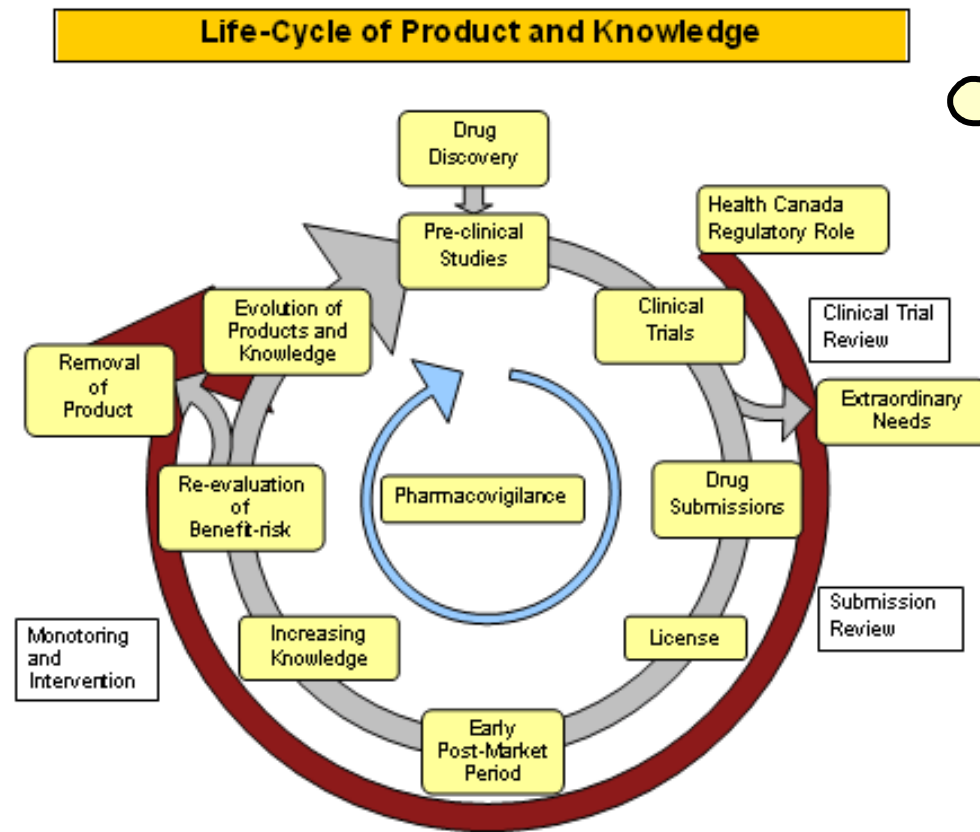 Life-Cycle of Product and Knowledge
Drug
Discovery
Pre-clinical
Studies
Health Canada
Regulatory Role
Clinical
Trials
Clinical Trial
Review
Extraordinary
Needs
Drug
Submissions
Submission
Review
License
Early
Post-Market
Period
Increasing
Knowledge
Monotoring
and
Intervention
Re-evaluation
of
Benefit-risk
Removal
of
Product
Evolution of
Products and
Knowledge
Pharmacovigilance